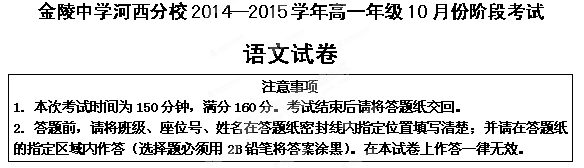 金陵中学河西分校2014—2015学年高一年级10月份阶段考试
语文试卷
注意事项
1. 本次考试时间为150分钟，满分160分。考试结束后请将答题纸交回。
2. 答题前，请将班级、座位号、姓名在答题纸密封线内指定位置填写清楚；并请在答题纸
的指定区域内作答（选择题必须用2B铅笔将答案涂黑）。在本试卷上作答一律无效。